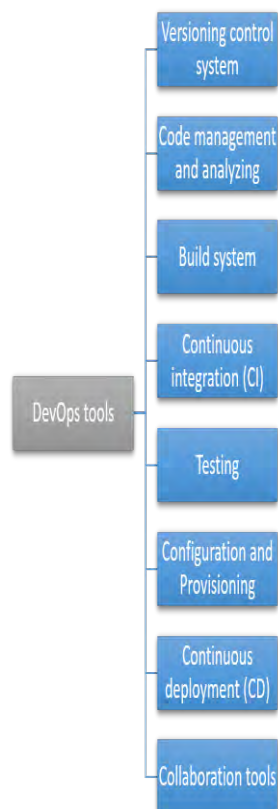 Versioning control
system
Code management
and analyzing
Build system
Continuous
integration (CI)
DevOps tools
Testing
Configuration and
Provisioning
Continuous
deployment (CD)
Collaboration tools